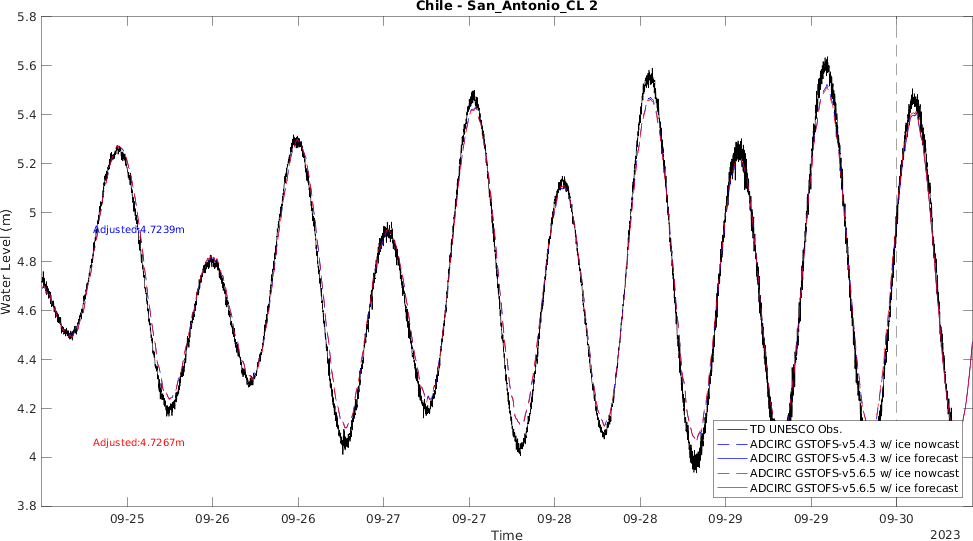 Chile - San_Antonio_CL 2
5.8
5.6
5.4
5.2
5
4.8
4.6
4.4
4.2
4
3.8
Water Level (m)
Adjusted:4.7239m
Adjusted:4.7267m
TD UNESCO Obs.
ADCIRC GSTOFS-v5.4.3 w/ ice nowcast
ADCIRC GSTOFS-v5.4.3 w/ ice forecast
ADCIRC GSTOFS-v5.6.5 w/ ice nowcast
ADCIRC GSTOFS-v5.6.5 w/ ice forecast
09-25 09-26 09-26 09-27 09-27 09-28 09-28 09-29 09-29 09-30
Time
2023